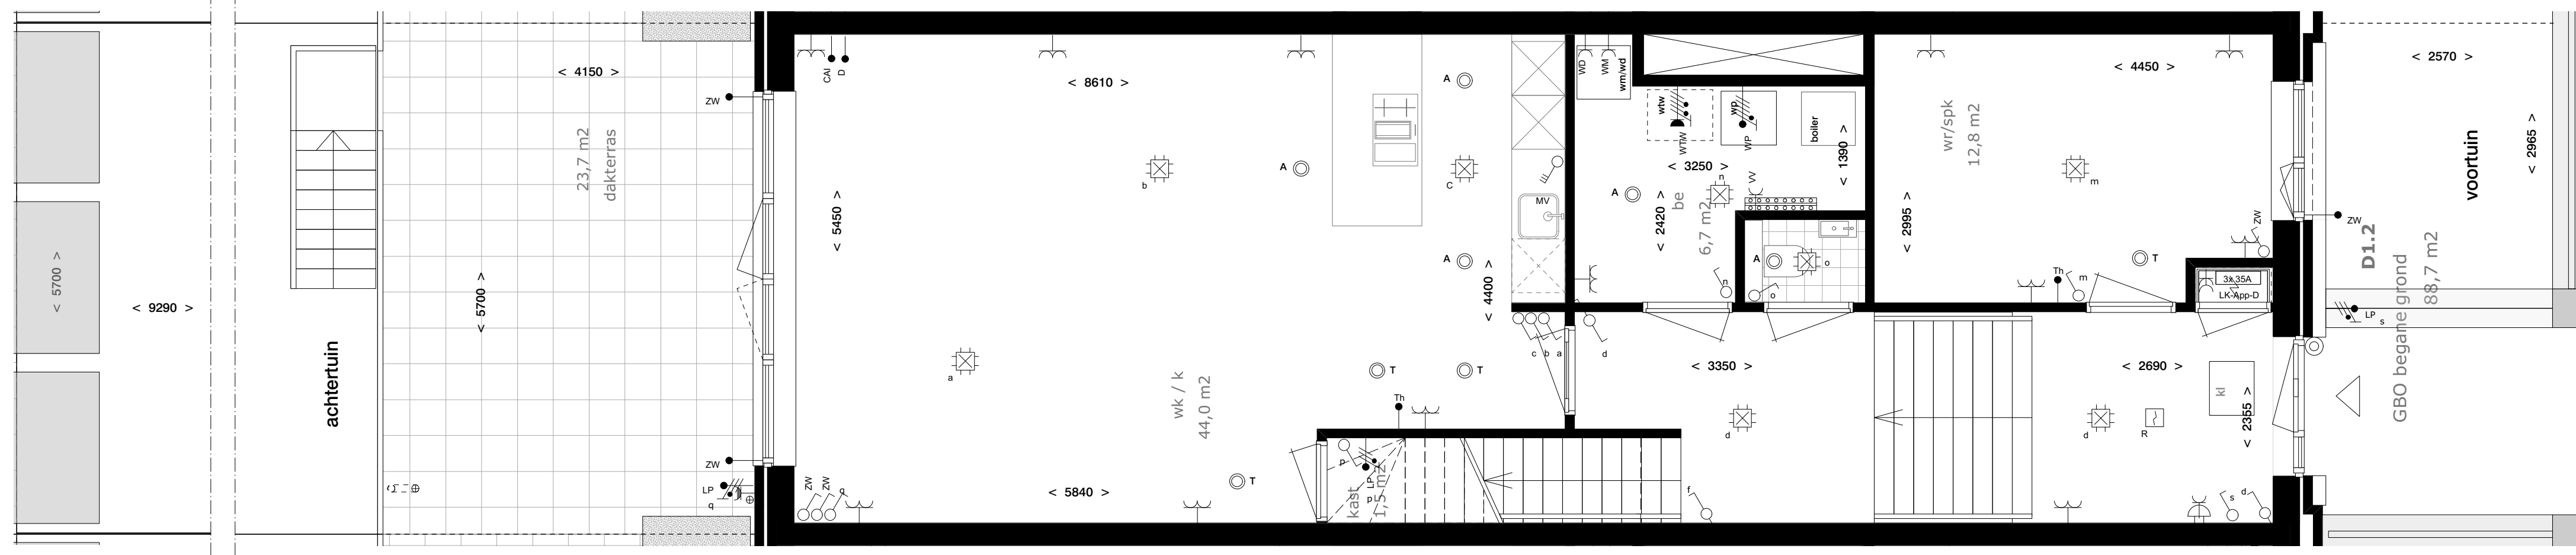 < 5700 >
< 9290 >
achtertuin
< 5700 >
< 4150 >
23,7 m2
dakterras
ZW
ZW
LP
q
CAI
D
< 8610 >
< 5450 >
b
a
A
A
C
A
MV
< 4400 >
wk / k
44,0 m2
T
T
Th
T
< 5840 >
ZW
ZW
q
c
b
a
d
p
LP
p
kast
1,5 m2
WD
WM
wm/wd
wtw
WTW
wp
WP
boiler
< 1390 >
< 3250 >
n
VV
A
< 2420 >
be
6,7 m2
n
A
o
o
< 3350 >
d
f
< 4450 >
wr/spk
12,8 m2
< 2995 >
m
ZW
T
Th
m
3x35A
LK-App-D
< 2690 >
kl
< 2355 >
d
R
s
d
ZW
LP
s
D1.2
GBO begane grond
88,7 m2
< 2570 >
voortuin
< 2965 >